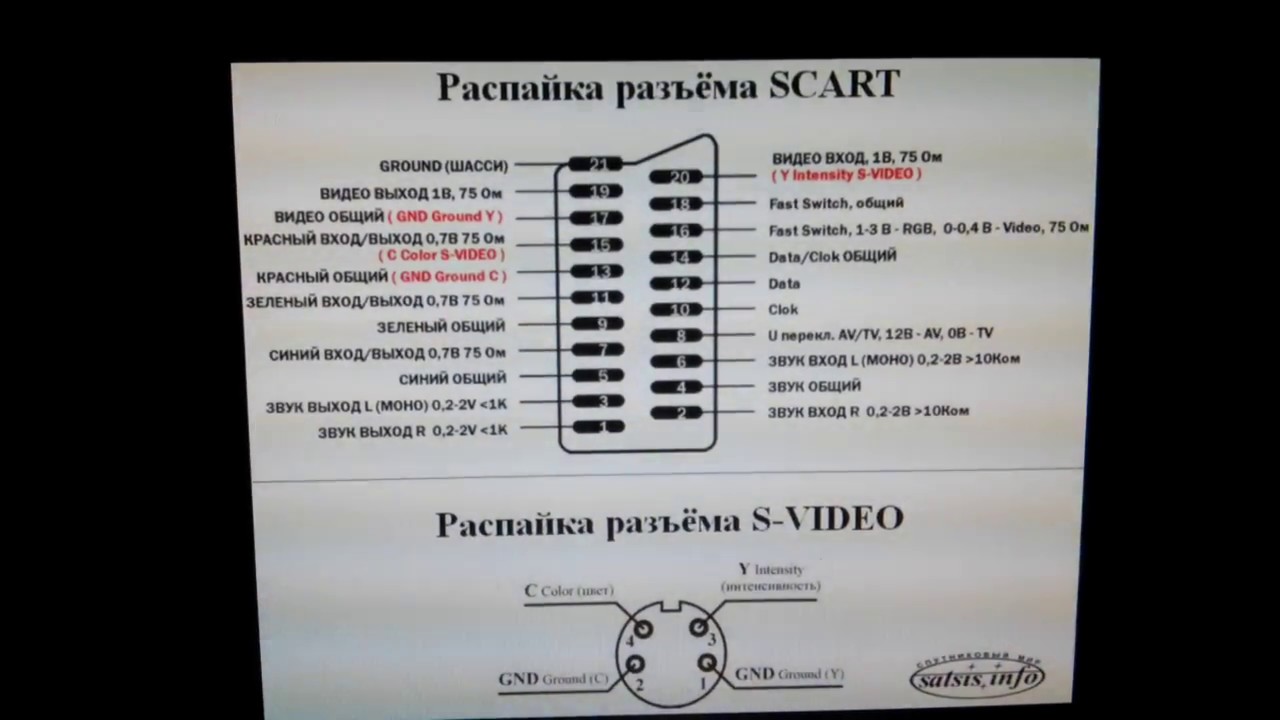 Распайка разъёма SCART
GROUND (ШАССИ)
21
ВИДЕО ВЫХОД 1В, 75 Ом
19
ВИДЕО ОБЩИЙ ( GND Ground Y )
17
КРАСНЫЙ ВХОД/ВЫХОД 0,7В 75 Ом
( C Color S-VIDEO )
15
КРАСНЫЙ ОБЩИЙ ( GND Ground C )
13
ЗЕЛЕНЫЙ ВХОД/ВЫХОД 0,7В 75 Ом
11
ЗЕЛЕНЫЙ ОБЩИЙ
9
СИНИЙ ВХОД/ВЫХОД 0,7В 75 Ом
7
СИНИЙ ОБЩИЙ
5
ЗВУК ВЫХОД L (МОНО) 0,2-2V <1K
3
ЗВУК ВЫХОД R 0,2-2V <1K
1
ВИДЕО ВХОД, 1В, 75 Ом
( Y Intensity S-VIDEO )
20
Fast Switch, общий
18
Fast Switch, 1-3 В - RGB, 0-0,4 В - Video, 75 Ом
16
Data/Clok ОБЩИЙ
14
Data
12
Clok
10
U перекл. AV/TV, 12В - AV, 0В - TV
8
ЗВУК ВХОД L (МОНО) 0,2-2В >10Ком
6
ЗВУК ОБЩИЙ
4
ЗВУК ВХОД R 0,2-2В >10Ком
2
Распайка разъёма S-VIDEO
C Color (цвет)
Y Intensity
(интенсивность)
4
3
GND Ground (C)
2
1
GND Ground (Y)
СПУТНИКОВЫЙ МИР
satsis.info